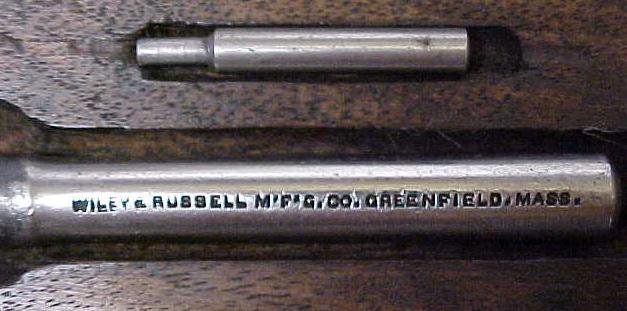 WILEY & RUSSELL M'F'G. CO. GREENFIELD, MASS.